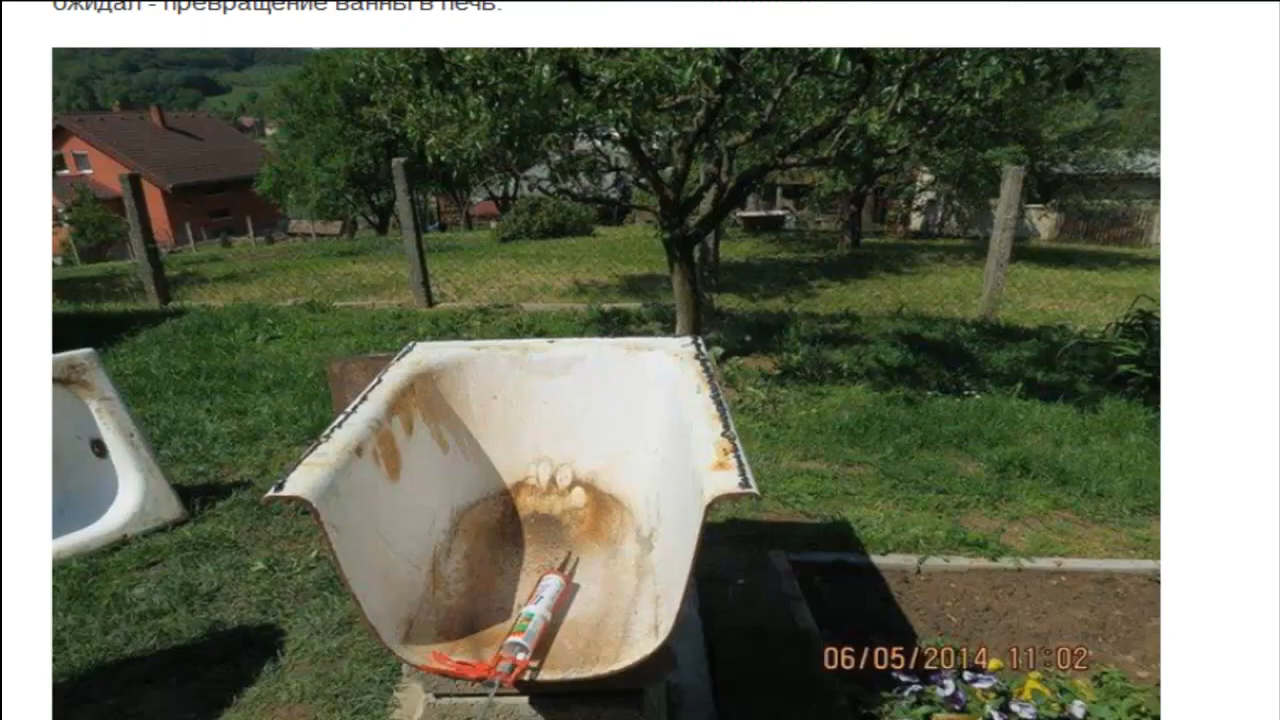 ожидал - превращение ванны в печь.
06/05/2014 11:02